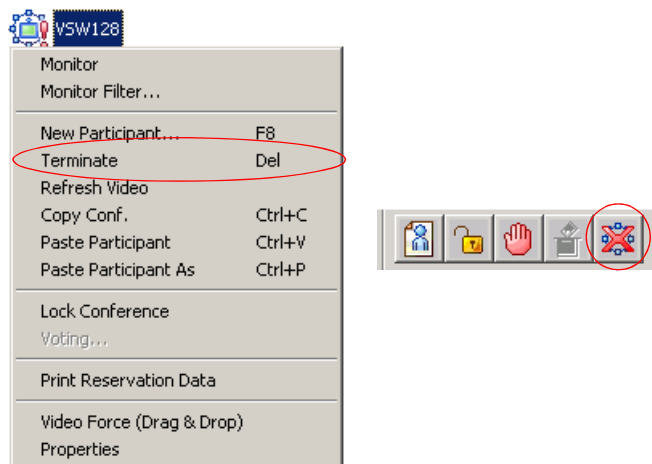 VSW128
Monitor
Monitor Filter...
New Participant... F8
Terminate Del
Refresh Video
Copy Conf. Ctrl+C
Paste Participant Ctrl+V
Paste Participant As Ctrl+P
Lock Conference
Voting...
Print Reservation Data
Video Force (Drag & Drop)
Properties